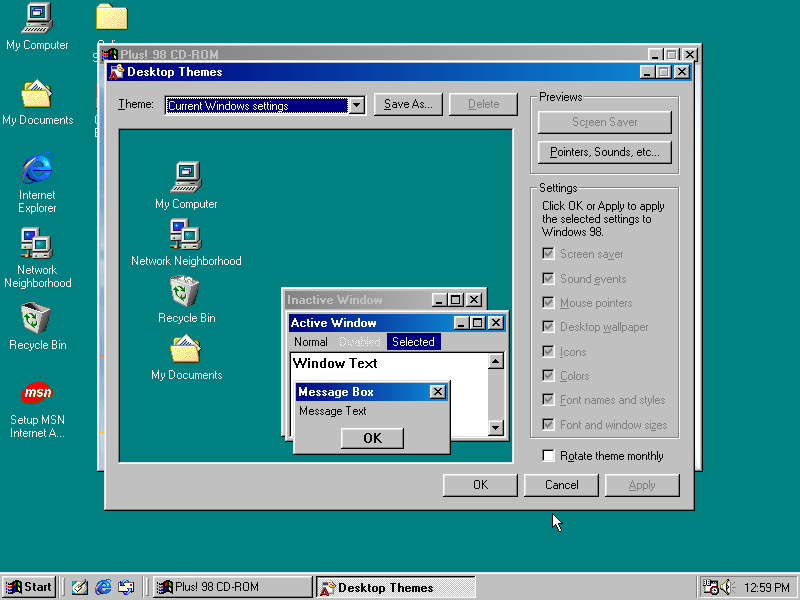 My Computer
My Documents
Internet
Explorer
Network
Neighborhood
Recycle Bin
msn
Setup MSN
Internet A...
Plus! 98 CD-ROM
Desktop Themes
Theme:
Current Windows settings
Save As...
Delete
My Computer
Network Neighborhood
Recycle Bin
My Documents
Inactive Window
Active Window
Normal Disabled Selected
Window Text
Message Box
Message Text
OK
Previews
Screen Saver
Pointers, Sounds, etc...
Settings
Click OK or Apply to apply
the selected settings to
Windows 98.
Screen saver
Sound events
Mouse pointers
Desktop wallpaper
Icons
Colors
Font names and styles
Font and window sizes
Rotate theme monthly
OK
Cancel
Apply
Start
Plus! 98 CD-ROM
Desktop Themes
12:59 PM